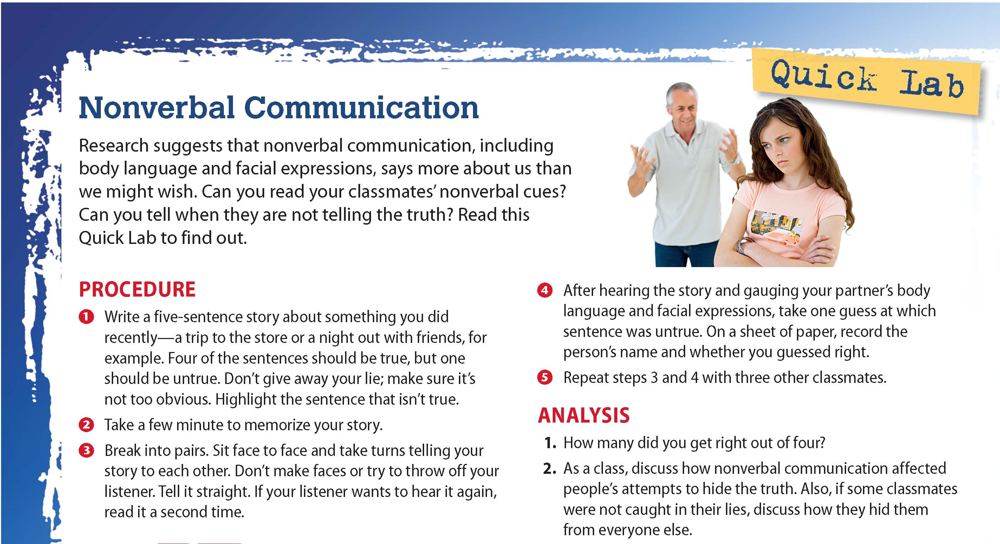 Quick Lab
Nonverbal Communication
Research suggests that nonverbal communication, including
body language and facial expressions, says more about us than
we might wish. Can you read your classmates’ nonverbal cues?
Can you tell when they are not telling the truth? Read this
Quick Lab to find out.
PROCEDURE
1 Write a five-sentence story about something you did
recently—a trip to the store or a night out with friends, for
example. Four of the sentences should be true, but one
should be untrue. Don’t give away your lie; make sure it’s
not too obvious. Highlight the sentence that isn’t true.
2 Take a few minute to memorize your story.
3 Break into pairs. Sit face to face and take turns telling your
story to each other. Don’t make faces or try to throw off your
listener. Tell it straight. If your listener wants to hear it again,
read it a second time.
4 After hearing the story and gauging your partner’s body
language and facial expressions, take one guess at which
sentence was untrue. On a sheet of paper, record the
person’s name and whether you guessed right.
5 Repeat steps 3 and 4 with three other classmates.
ANALYSIS
1. How many did you get right out of four?
2. As a class, discuss how nonverbal communication affected
people’s attempts to hide the truth. Also, if some classmates
were not caught in their lies, discuss how they hid them
from everyone else.